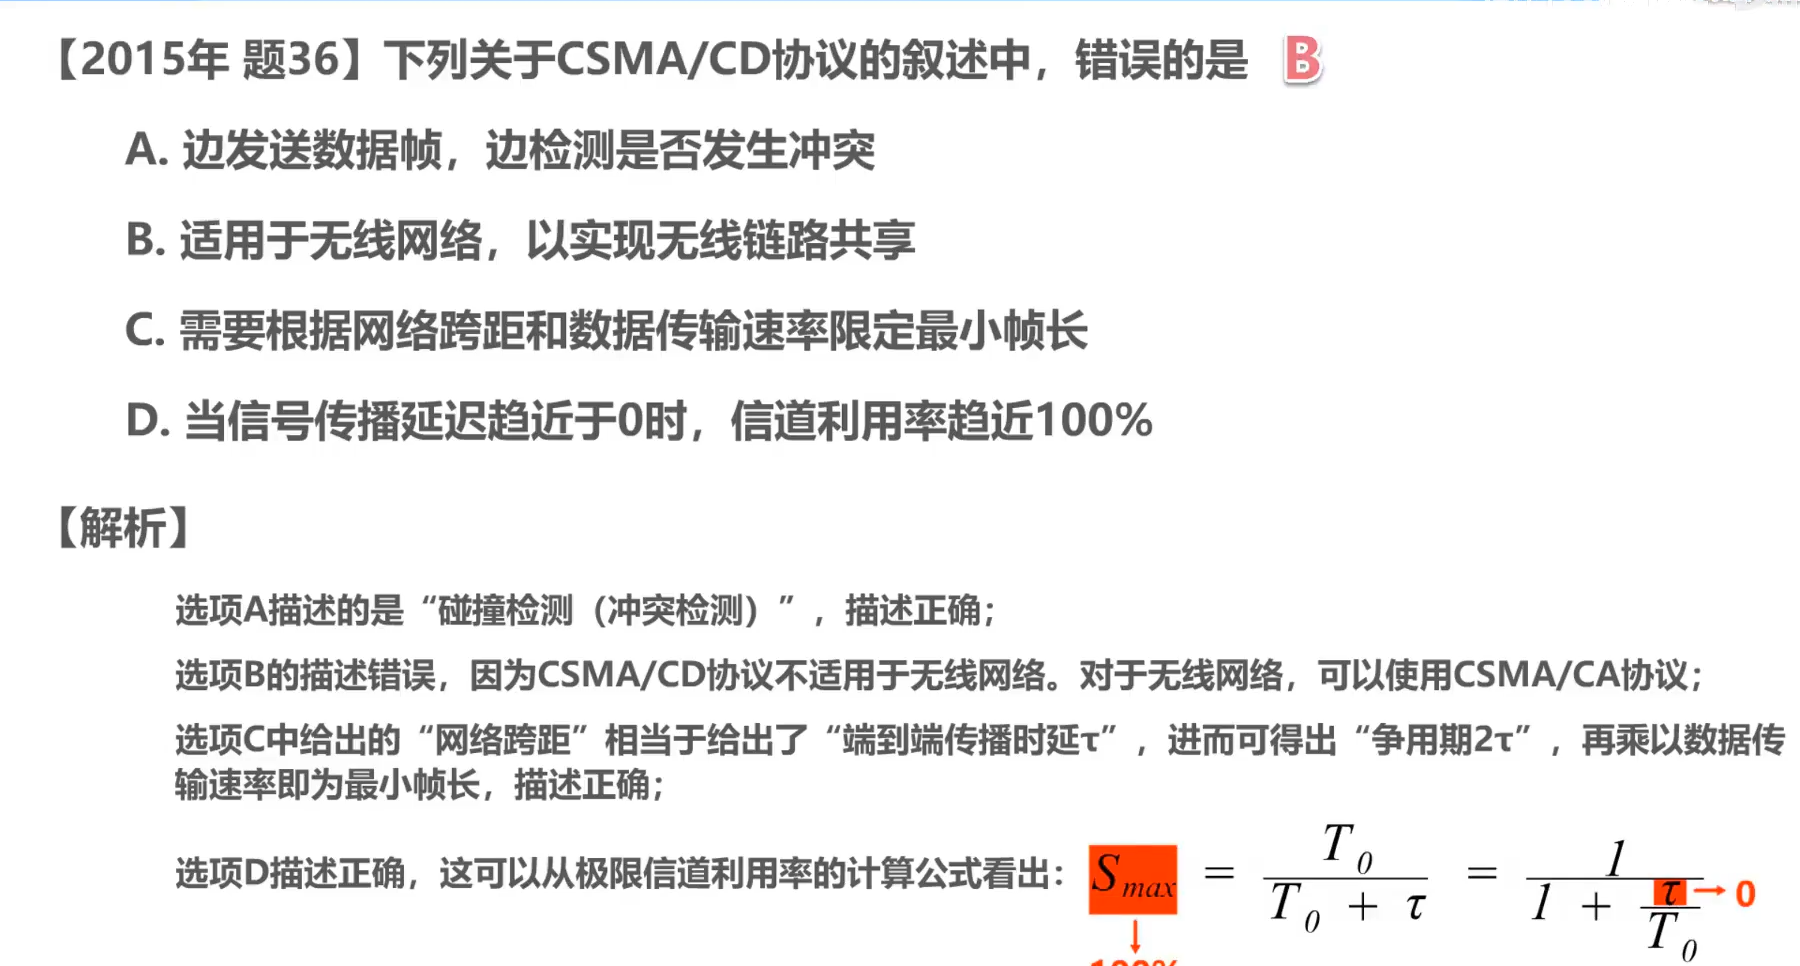 【2015年 题36】下列关于CSMA/CD协议的叙述中，错误的是 B
A. 边发送数据帧，边检测是否发生冲突
B. 适用于无线网络，以实现无线链路共享
C. 需要根据网络跨距和数据传输速率限定最小帧长
D. 当信号传播延迟趋近于0时，信道利用率趋近100%
【解析】
选项A描述的是“碰撞检测（冲突检测）”，描述正确；
选项B的描述错误，因为CSMA/CD协议不适用于无线网络。对于无线网络，可以使用CSMA/CA协议；
选项C中给出的“网络跨距”相当于给出了“端到端传播时延τ”，进而可得出“争用期2τ”，再乘以数据传
输速率即为最小帧长，描述正确；
选项D描述正确，这可以从极限信道利用率的计算公式看出：S_max = T_0 / (T_0 + τ) = 1 / (1 + τ/T_0) → 0
↓
100%